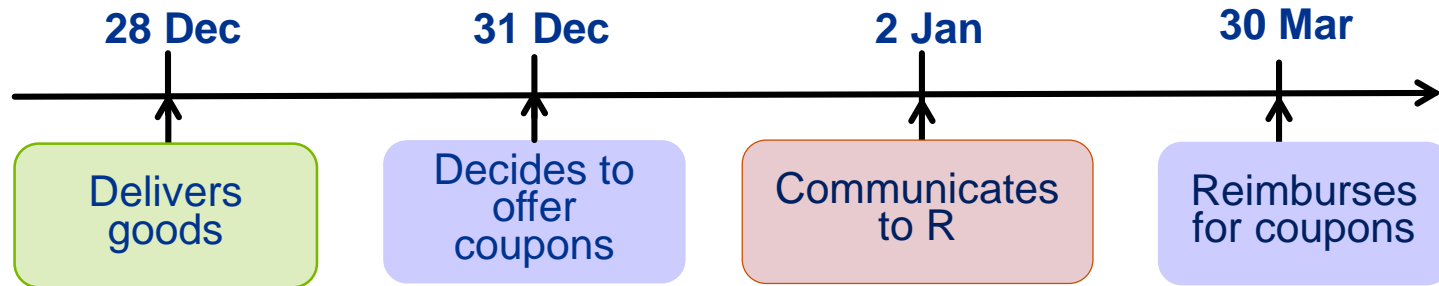 28 Dec
31 Dec
2 Jan
30 Mar
Delivers
goods
Decides to
offer
coupons
Communicates
to R
Reimburses
for coupons